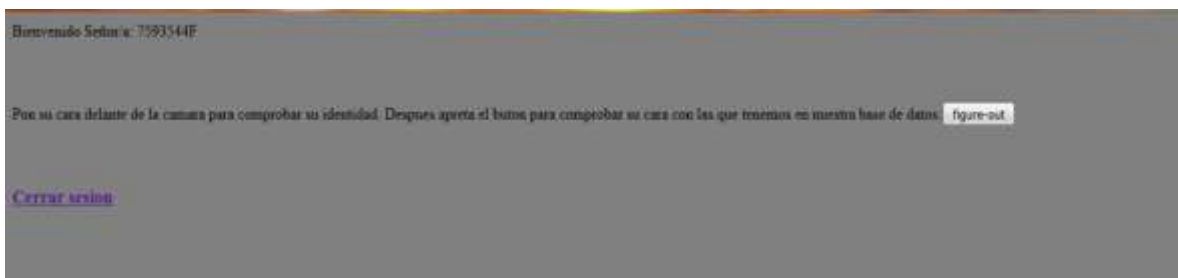 Bienvenido Señor/a: 7593544F
Pon su cara delante de la camara para comprobar su identidad. Despues apreta el buton para comprobar su cara con las que tenemos en nuestra base de datos: figure-out
Cerrar sesion